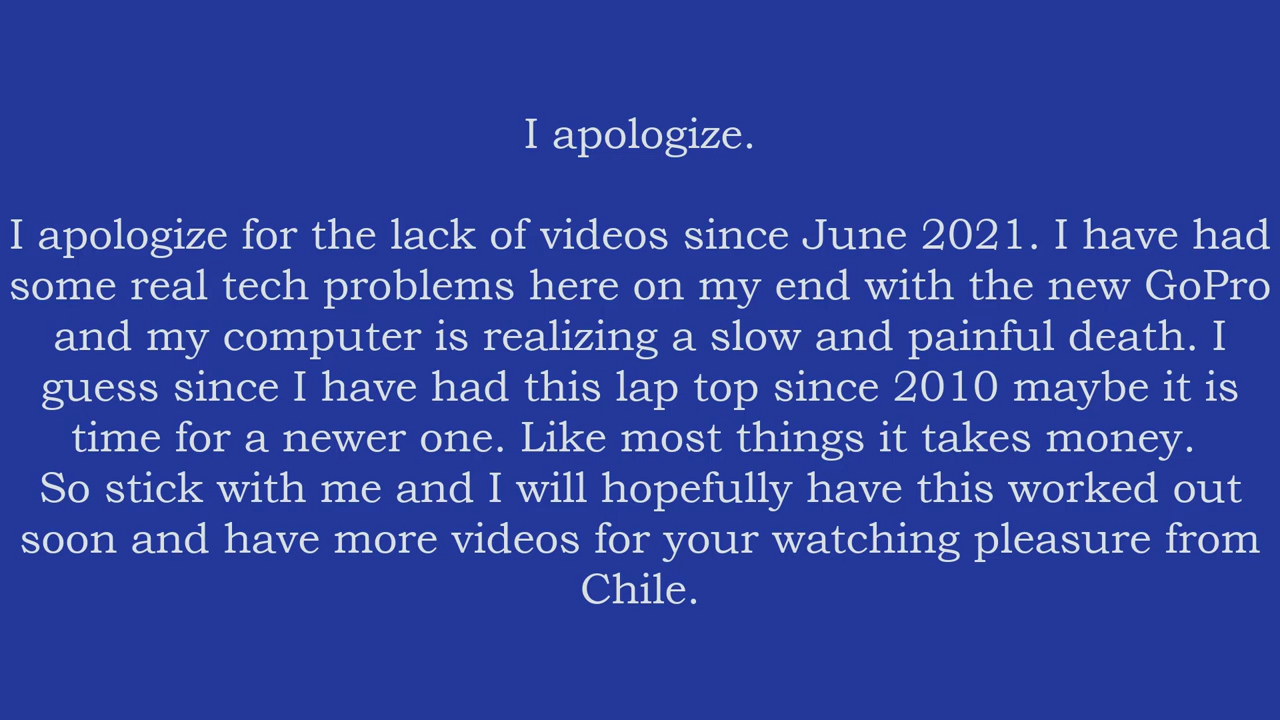 I apologize.
I apologize for the lack of videos since June 2021. I have had
some real tech problems here on my end with the new GoPro
and my computer is realizing a slow and painful death. I
guess since I have had this lap top since 2010 maybe it is
time for a newer one. Like most things it takes money.
So stick with me and I will hopefully have this worked out
soon and have more videos for your watching pleasure from
Chile.